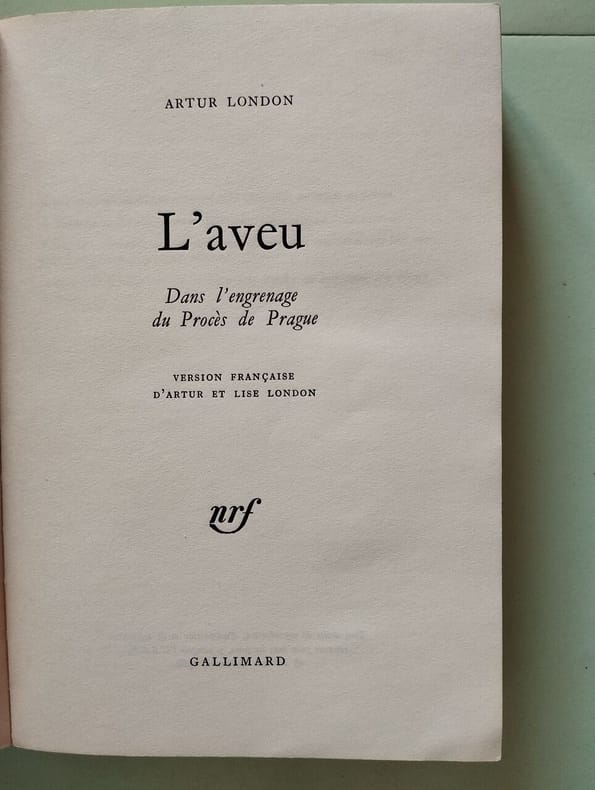 ARTUR LONDON
L'aveu
Dans l'engrenage
du Procès de Prague
VERSION FRANÇAISE
D'ARTUR ET LISE LONDON
nrf
GALLIMARD